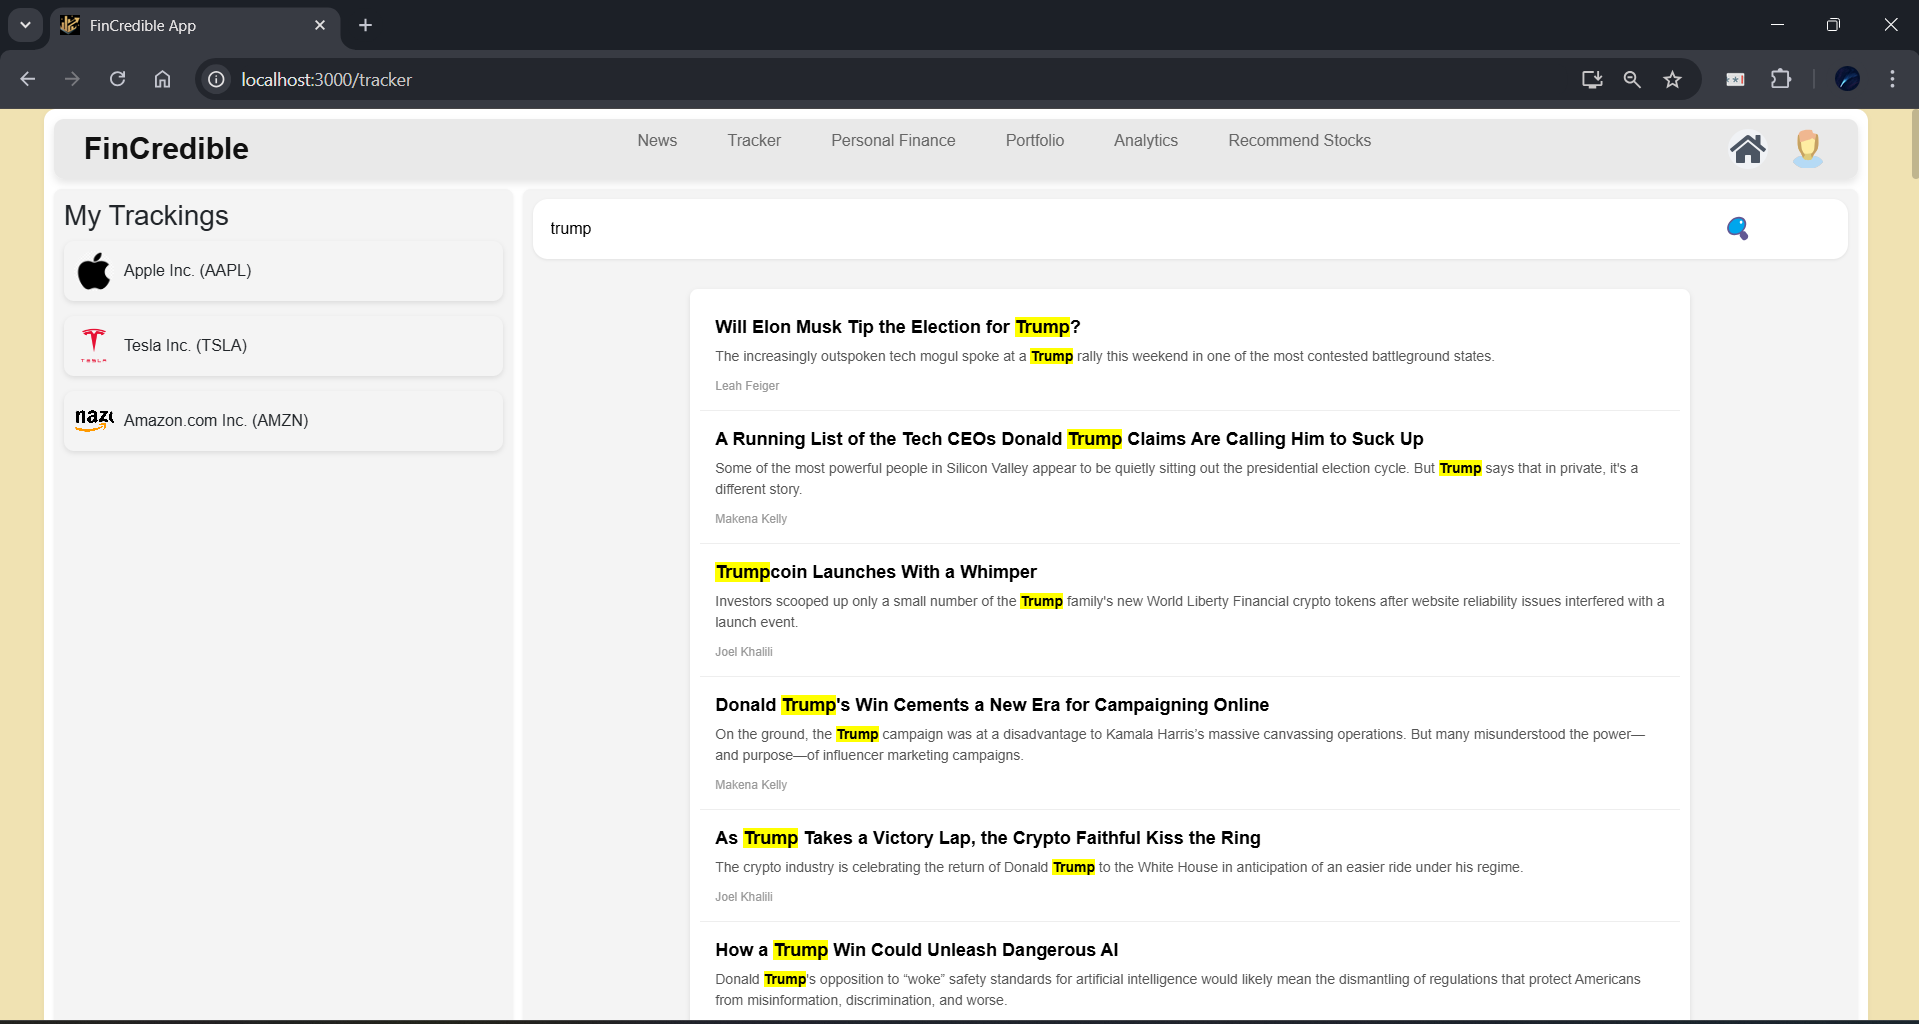 FinCredible App
localhost:3000/tracker
FinCredible
News Tracker Personal Finance Portfolio Analytics Recommend Stocks
My Trackings
Apple Inc. (AAPL)
TESLA
Tesla Inc. (TSLA)
Amazon.com Inc. (AMZN)
trump
Will Elon Musk Tip the Election for Trump?
The increasingly outspoken tech mogul spoke at a Trump rally this weekend in one of the most contested battleground states.
Leah Feiger
A Running List of the Tech CEOs Donald Trump Claims Are Calling Him to Suck Up
Some of the most powerful people in Silicon Valley appear to be quietly sitting out the presidential election cycle. But Trump says that in private, it's a
different story.
Makena Kelly
Trumpcoin Launches With a Whimper
Investors scooped up only a small number of the Trump family's new World Liberty Financial crypto tokens after website reliability issues interfered with a
launch event.
Joel Khalili
Donald Trump's Win Cements a New Era for Campaigning Online
On the ground, the Trump campaign was at a disadvantage to Kamala Harris’s massive canvassing operations. But many misunderstood the power—
and purpose—of influencer marketing campaigns.
Makena Kelly
As Trump Takes a Victory Lap, the Crypto Faithful Kiss the Ring
The crypto industry is celebrating the return of Donald Trump to the White House in anticipation of an easier ride under his regime.
Joel Khalili
How a Trump Win Could Unleash Dangerous AI
Donald Trump's opposition to “woke” safety standards for artificial intelligence would likely mean the dismantling of regulations that protect Americans
from misinformation, discrimination, and worse.